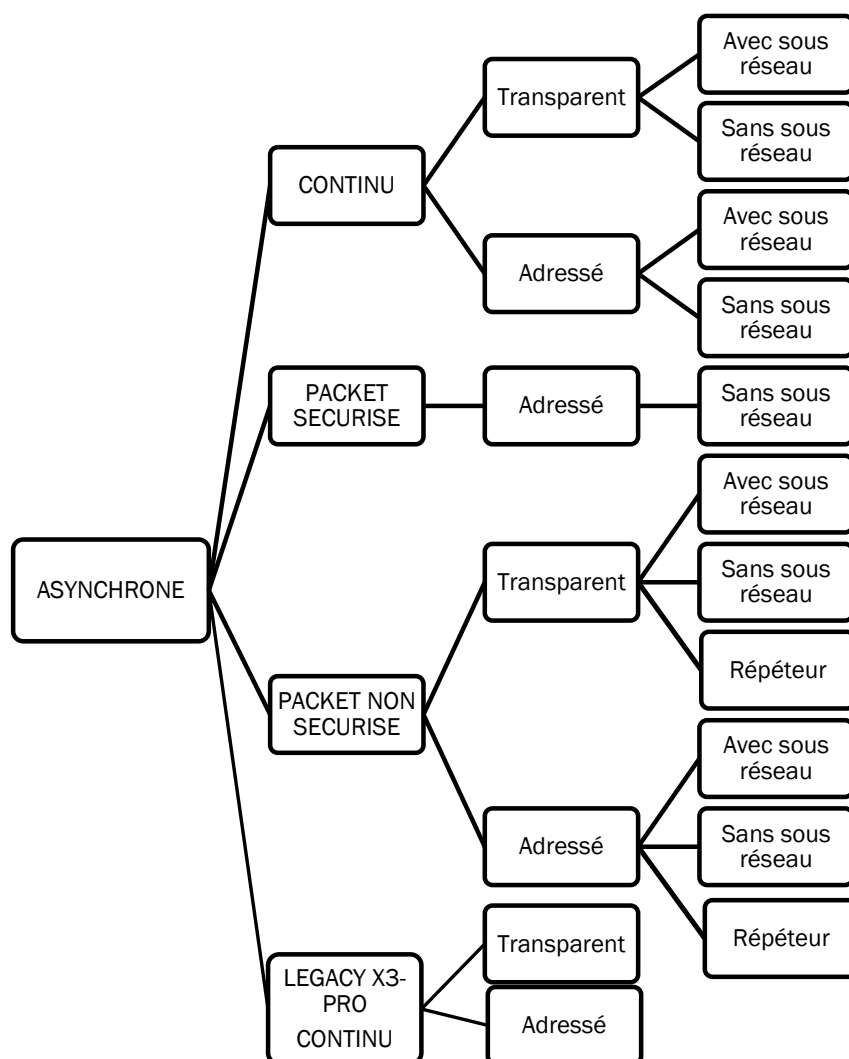 Avec sous
réseau
Transparent
Sans sous
réseau
CONTINU
Avec sous
réseau
Adressé
Sans sous
réseau
PACKET
SECURISE
Adressé
Sans sous
réseau
Avec sous
réseau
ASYNCHRONE
Transparent
Sans sous
réseau
Répéteur
PACKET NON
SECURISE
Avec sous
réseau
Adressé
Sans sous
réseau
Répéteur
LEGACY X3-
PRO
CONTINU
Transparent
Adressé